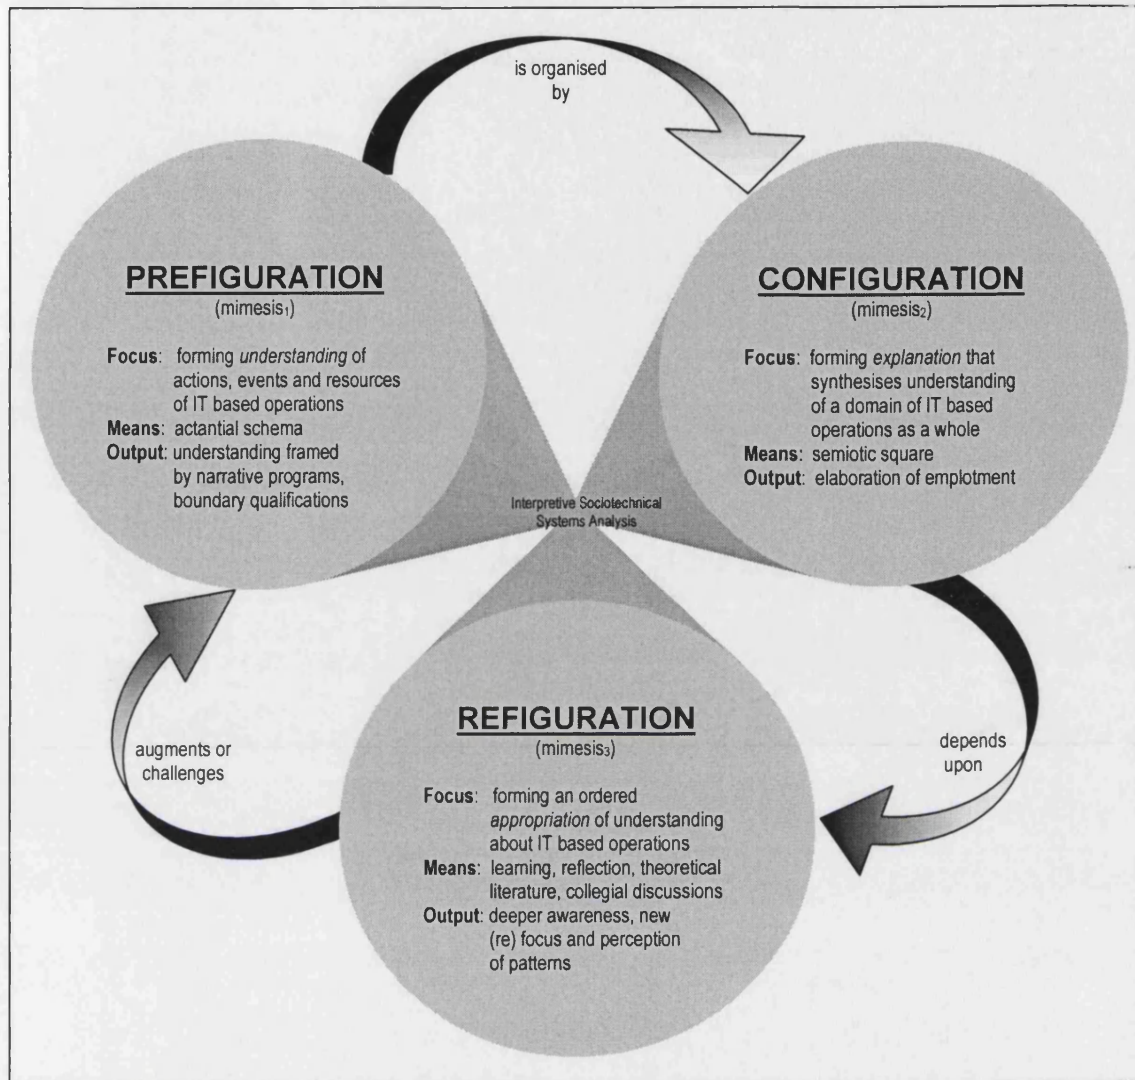 is organised
by
PREFIGURATION
(mimesis₁)
Focus: forming understanding of
actions, events and resources
of IT based operations
Means: actantial schema
Output: understanding framed
by narrative programs,
boundary qualifications
CONFIGURATION
(mimesis₂)
Focus: forming explanation that
synthesises understanding
of a domain of IT based
operations as a whole
Means: semiotic square
Output: elaboration of emplotment
Interpretive Sociotechnical
Systems Analysis
augments or
challenges
REFIGURATION
(mimesis₃)
Focus: forming an ordered
appropriation of understanding
about IT based operations
Means: learning, reflection, theoretical
literature, collegial discussions
Output: deeper awareness, new
(re) focus and perception
of patterns
depends
upon